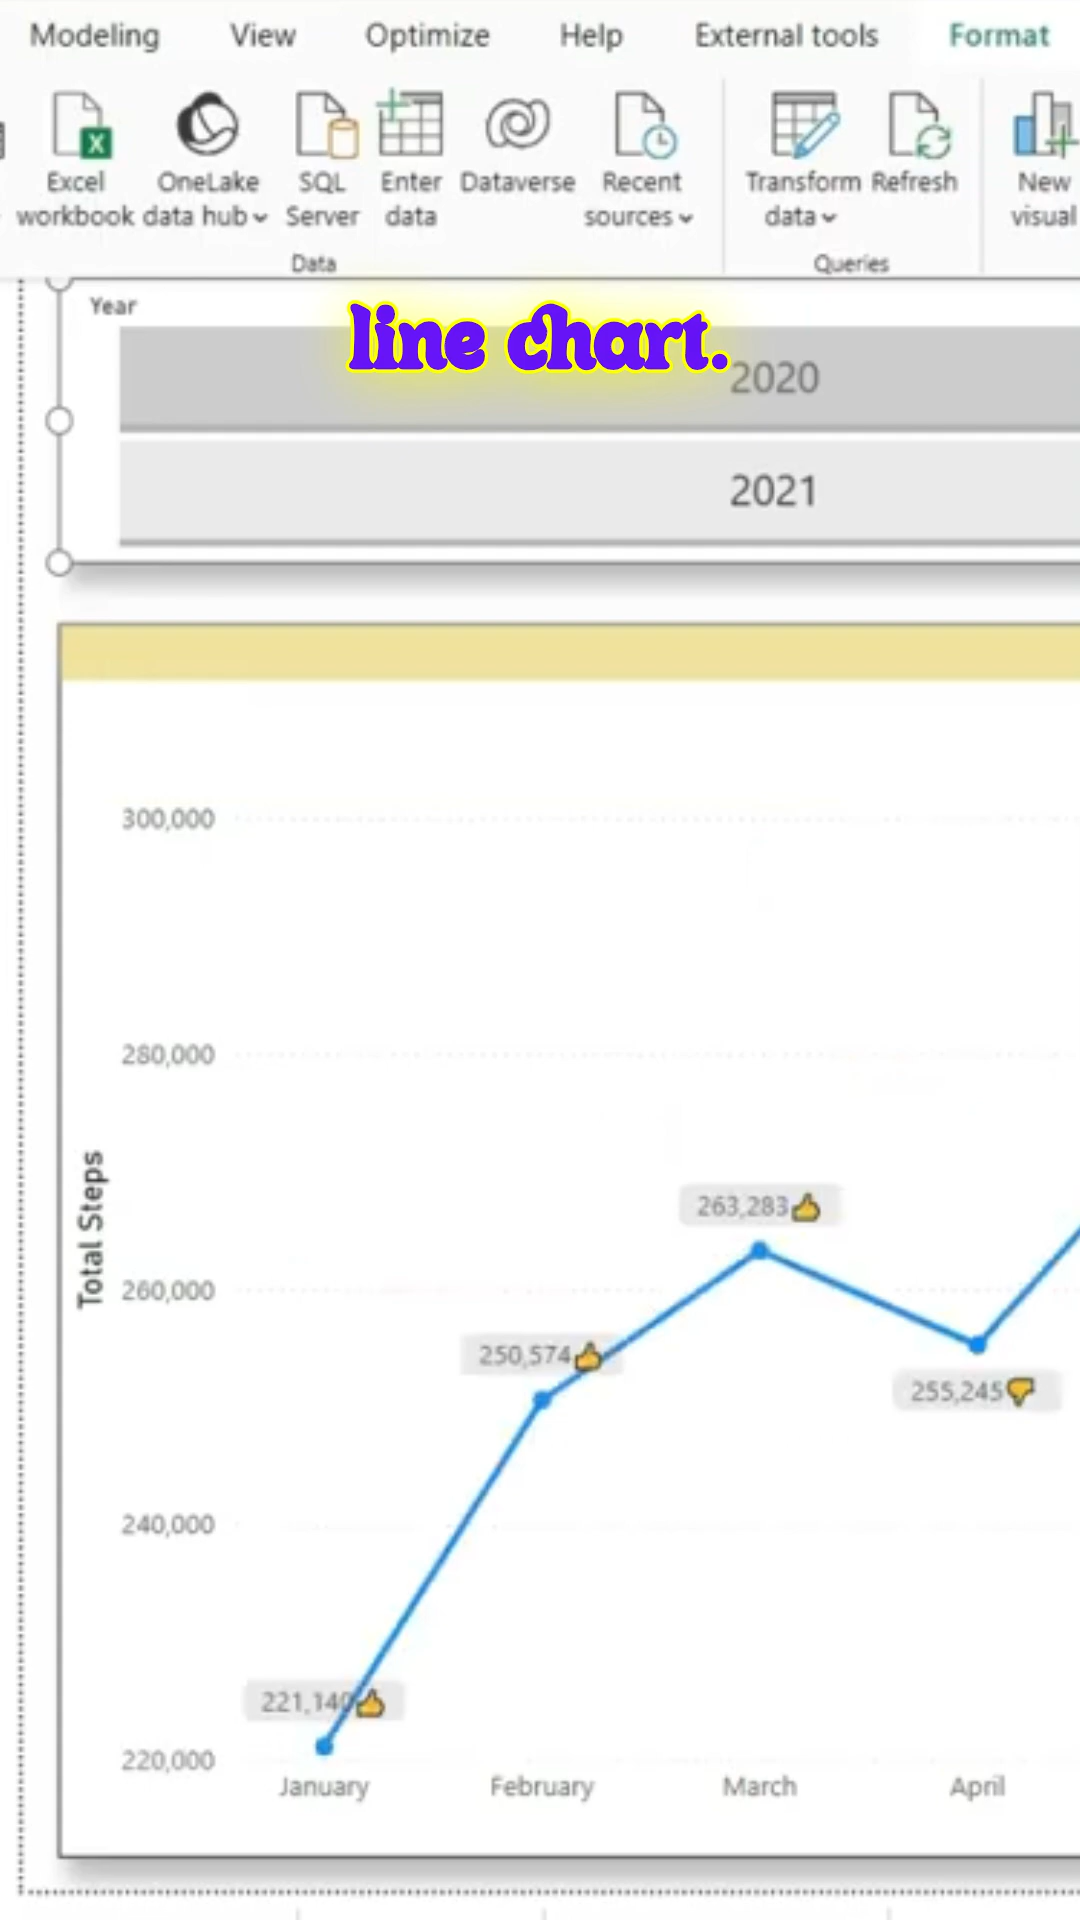 Modeling View Optimize Help External tools Format
Excel workbook
OneLake data hub
SQL Server
Enter data
Dataverse
Recent sources
Transform data
Refresh
New visual
Data
Queries
Year
line chart.
2020
2021
Total Steps
300,000
280,000
260,000
240,000
220,000
263,283👍
250,574👍
255,245👎
221,140👍
January February March April